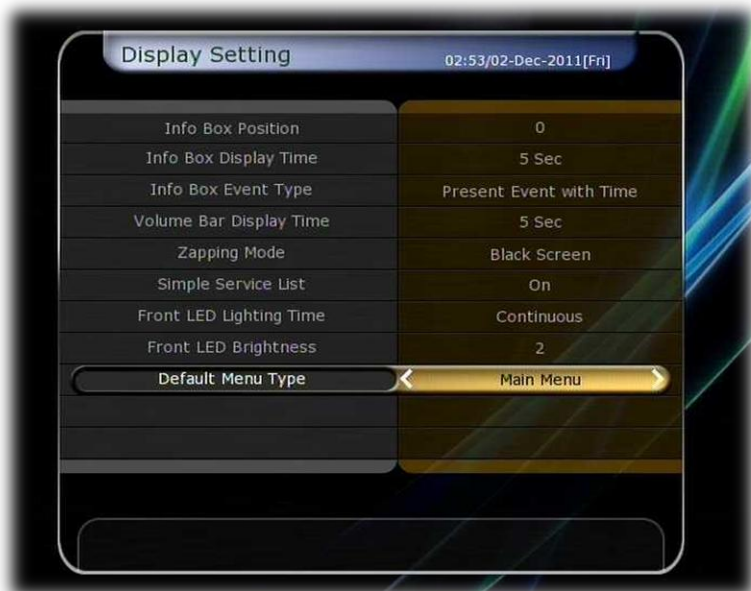 Display Setting 02:53/02-Dec-2011[Fri]
Info Box Position 0
Info Box Display Time 5 Sec
Info Box Event Type Present Event with Time
Volume Bar Display Time 5 Sec
Zapping Mode Black Screen
Simple Service List On
Front LED Lighting Time Continuous
Front LED Brightness 2
Default Menu Type Main Menu